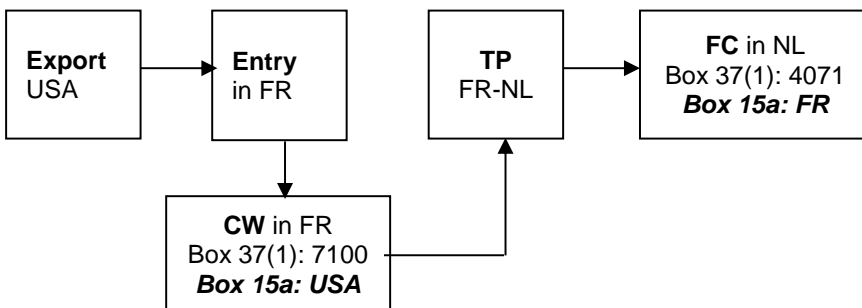 Export
USA
Entry
in FR
CW in FR
Box 37(1): 7100
Box 15a: USA
TP
FR-NL
FC in NL
Box 37(1): 4071
Box 15a: FR